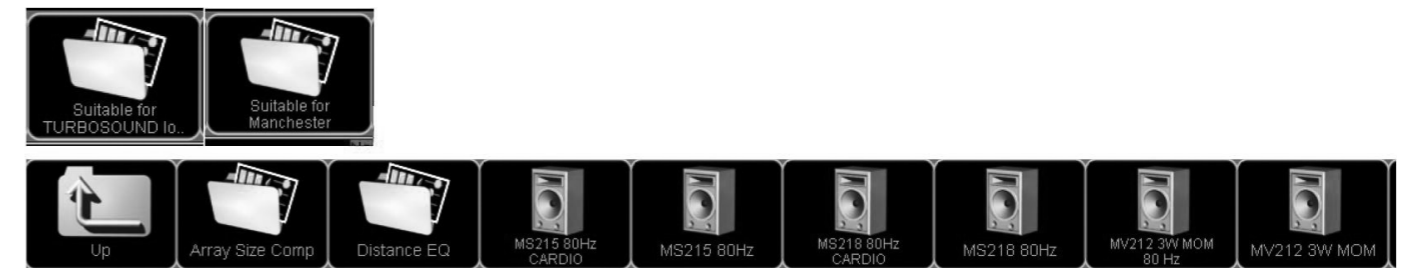 Suitable for
TURBOSOUND lo..
Suitable for
Manchester
Up
Array Size Comp
Distance EQ
MS215 80Hz
CARDIO
MS215 80Hz
MS218 80Hz
CARDIO
MS218 80Hz
MV212 3W MOM
80 Hz
MV212 3W MOM